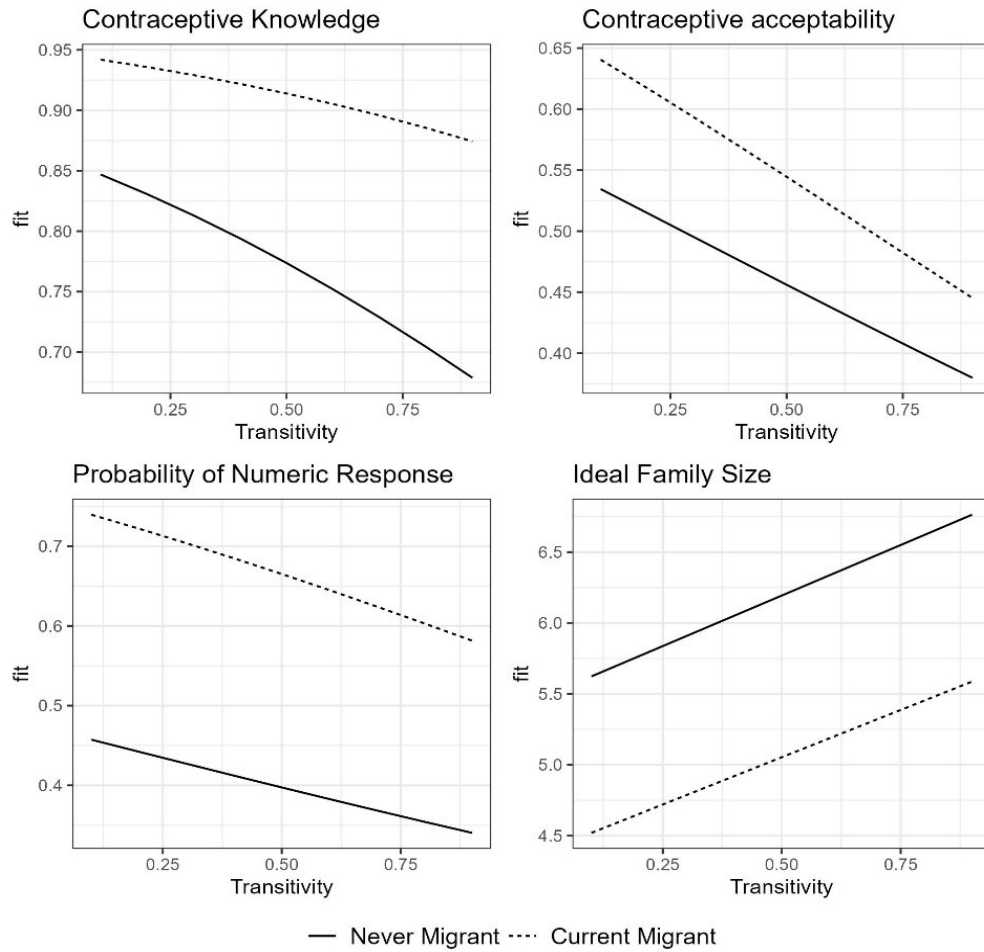 Contraceptive Knowledge
0.95
0.90
0.85
0.80
0.75
0.70
fit
0.25 0.50 0.75
Transitivity
Contraceptive acceptability
0.65
0.60
0.55
0.50
0.45
0.40
fit
0.25 0.50 0.75
Transitivity
Probability of Numeric Response
0.7
0.6
0.5
0.4
fit
0.25 0.50 0.75
Transitivity
Ideal Family Size
6.5
6.0
5.5
5.0
4.5
fit
0.25 0.50 0.75
Transitivity
Never Migrant Current Migrant